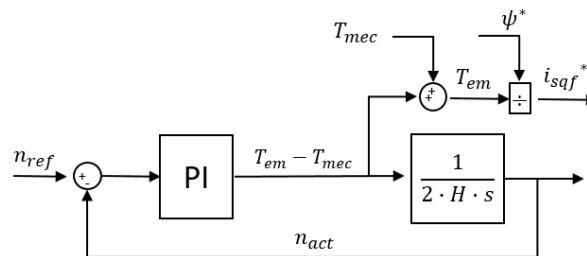 ψ*
T_mec
+
+
T_em
÷
i_sqf*
n_ref
+
-
PI
T_em − T_mec
1
2 · H · s
n_act